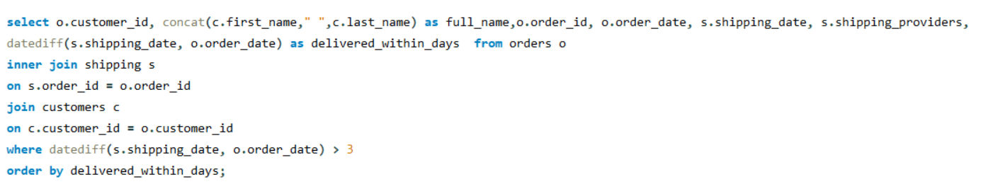 select o.customer_id, concat(c.first_name," ",c.last_name) as full_name,o.order_id, o.order_date, s.shipping_date, s.shipping_providers,
datediff(s.shipping_date, o.order_date) as delivered_within_days  from orders o
inner join shipping s
on s.order_id = o.order_id
join customers c
on c.customer_id = o.customer_id
where datediff(s.shipping_date, o.order_date) > 3
order by delivered_within_days;